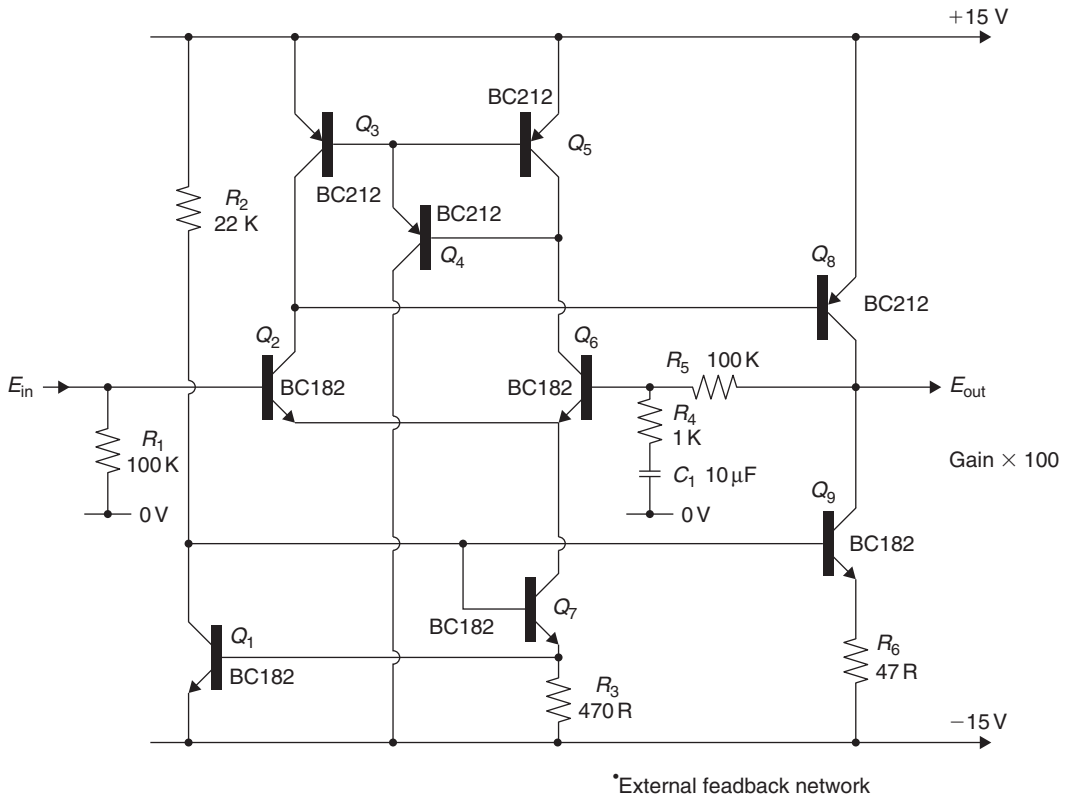 +15 V
BC212
Q3
Q5
BC212
R2
22 K
BC212
Q4
Q8
BC212
Q2
Q6
R5 100 K
Ein
BC182
BC182
Eout
R4
1 K
R1
100 K
C1 10 µF
Gain × 100
0 V
0 V
Q9
BC182
Q7
BC182
Q1
BC182
R6
47 R
R3
470 R
−15 V
*External feadback network